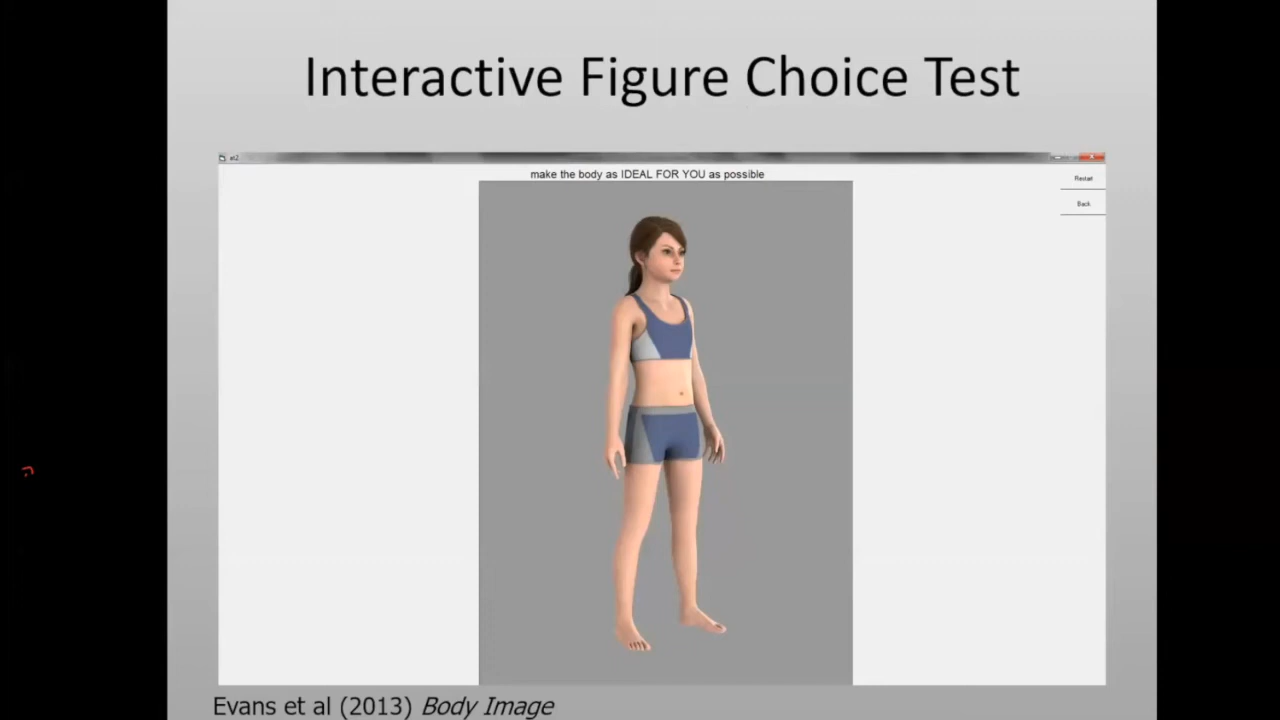 Interactive Figure Choice Test
at2
make the body as IDEAL FOR YOU as possible
Restart
Back
Evans et al (2013) Body Image